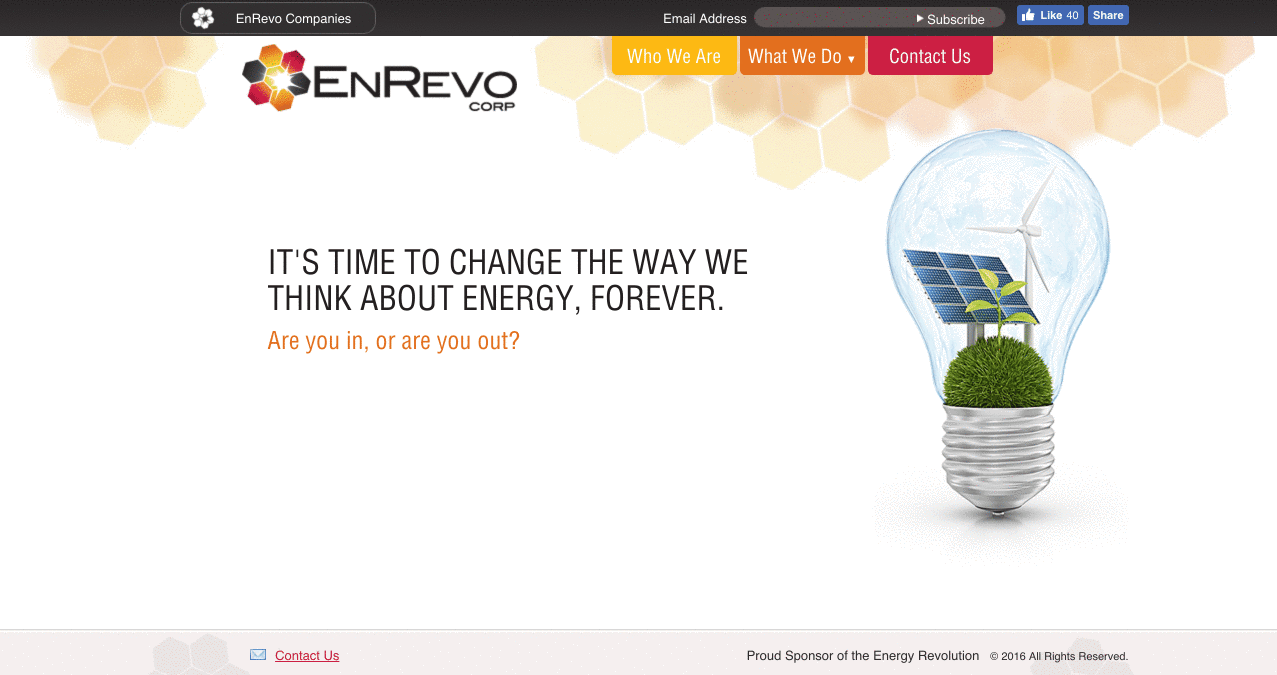 EnRevo Companies
Email Address
Subscribe
Like 40
Share
Who We Are
What We Do ▼
Contact Us
ENREVO
CORP
IT'S TIME TO CHANGE THE WAY WE
THINK ABOUT ENERGY, FOREVER.
Are you in, or are you out?
Contact Us
Proud Sponsor of the Energy Revolution © 2016 All Rights Reserved.